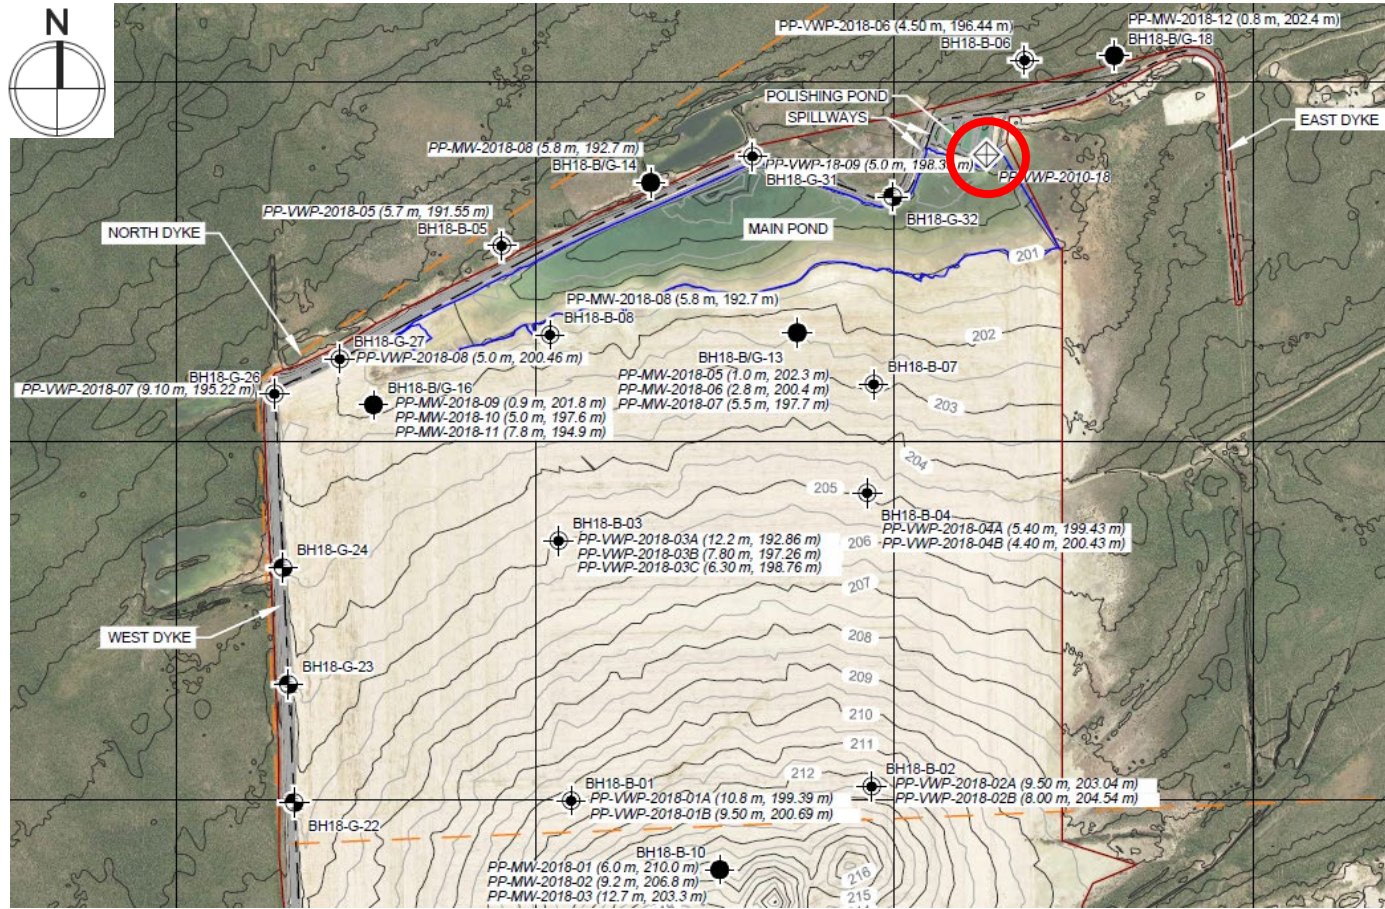 N
PP-VWP-2018-06 (4.50 m, 196.44 m)
BH18-B-06
PP-MW-2018-12 (0.8 m, 202.4 m)
BH18-B/G-18
POLISHING POND
SPILLWAYS
EAST DYKE
PP-MW-2018-08 (5.8 m, 192.7 m)
BH18-B/G-14
PP-VWP-18-09 (5.0 m, 198.3 m)
BH18-G-31
PP-VWP-2010-18
BH18-G-32
PP-VWP-2018-05 (5.7 m, 191.55 m)
BH18-B-05
NORTH DYKE
MAIN POND
201
PP-MW-2018-08 (5.8 m, 192.7 m)
BH18-B-08
202
BH18-G-27
PP-VWP-2018-08 (5.0 m, 200.46 m)
BH18-B/G-13
PP-MW-2018-05 (1.0 m, 202.3 m)
PP-MW-2018-06 (2.8 m, 200.4 m)
PP-MW-2018-07 (5.5 m, 197.7 m)
BH18-B-07
BH18-G-26
PP-VWP-2018-07 (9.10 m, 195.22 m)
BH18-B/G-16
PP-MW-2018-09 (0.9 m, 201.8 m)
PP-MW-2018-10 (5.0 m, 197.6 m)
PP-MW-2018-11 (7.8 m, 194.9 m)
203
204
205
BH18-B-03
PP-VWP-2018-03A (12.2 m, 192.86 m)
PP-VWP-2018-03B (7.80 m, 197.26 m)
PP-VWP-2018-03C (6.30 m, 198.76 m)
BH18-B-04
PP-VWP-2018-04A (5.40 m, 199.43 m)
PP-VWP-2018-04B (4.40 m, 200.43 m)
206
BH18-G-24
207
WEST DYKE
208
BH18-G-23
209
210
211
212
BH18-B-01
PP-VWP-2018-01A (10.8 m, 199.39 m)
PP-VWP-2018-01B (9.50 m, 200.69 m)
BH18-B-02
PP-VWP-2018-02A (9.50 m, 203.04 m)
PP-VWP-2018-02B (8.00 m, 204.54 m)
BH18-G-22
BH18-B-10
PP-MW-2018-01 (6.0 m, 210.0 m)
PP-MW-2018-02 (9.2 m, 206.8 m)
PP-MW-2018-03 (12.7 m, 203.3 m)
216
215